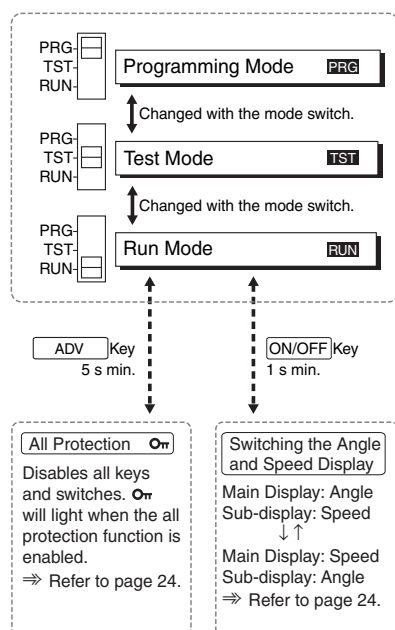 PRG
TST
RUN
Programming Mode PRG
Changed with the mode switch.
PRG
TST
RUN
Test Mode TST
Changed with the mode switch.
PRG
TST
RUN
Run Mode RUN
ADV Key
5 s min.
ON/OFF Key
1 s min.
All Protection
Disables all keys
and switches.
will light when the all
protection function is
enabled.
⇒ Refer to page 24.
Switching the Angle
and Speed Display
Main Display: Angle
Sub-display: Speed
↓↑
Main Display: Speed
Sub-display: Angle
⇒ Refer to page 24.